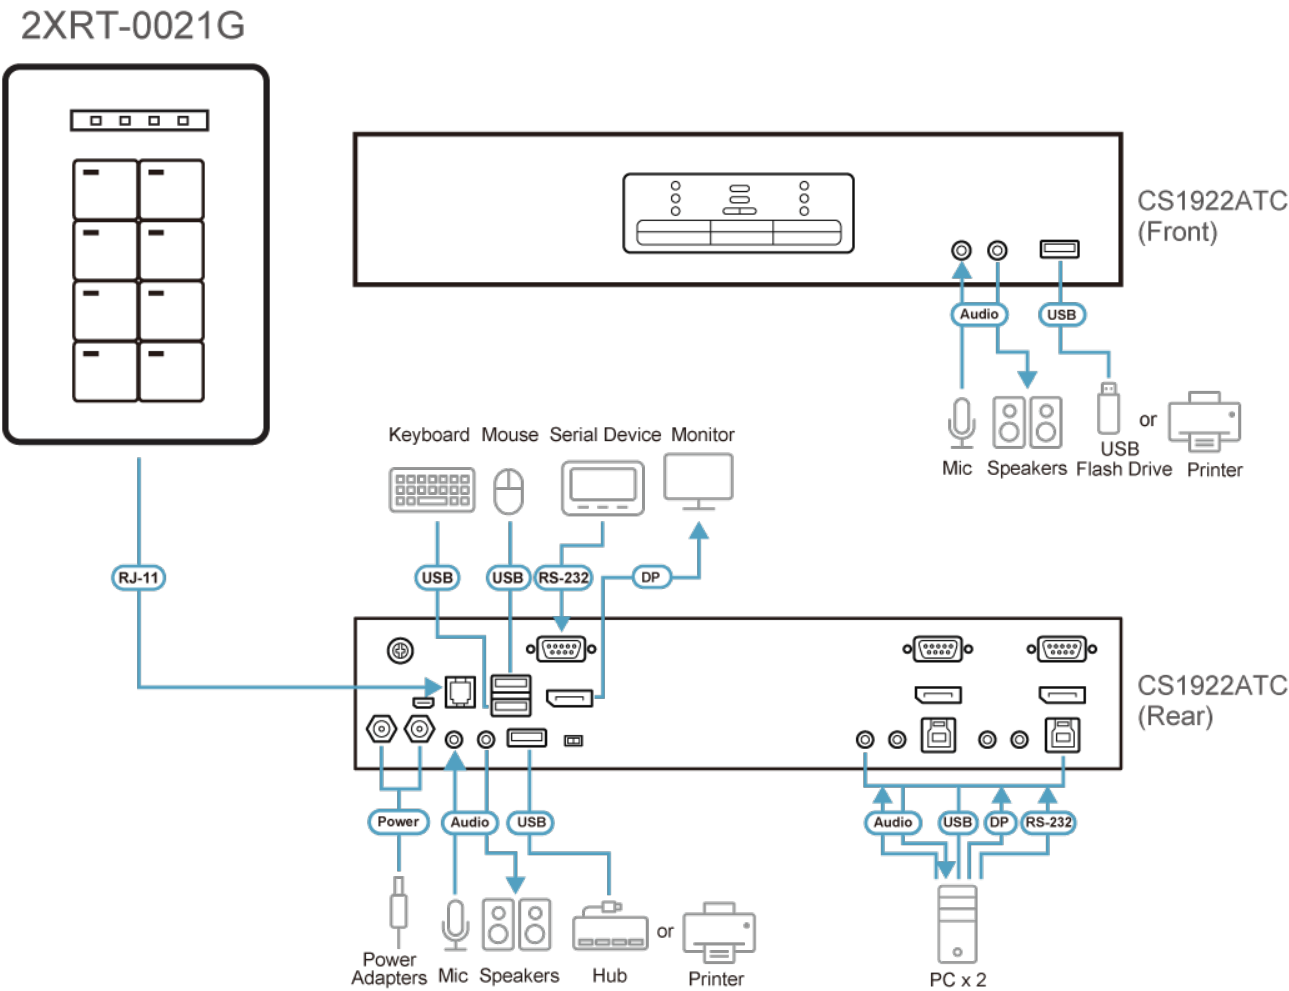 2XRT-0021G
CS1922ATC
(Front)
Audio
USB
Mic
Speakers
USB
Flash Drive
or
Printer
Keyboard
Mouse
Serial Device
Monitor
RJ-11
USB
USB
RS-232
DP
CS1922ATC
(Rear)
Power
Audio
USB
Audio
USB
DP
RS-232
Power
Adapters
Mic
Speakers
Hub
or
Printer
PC x 2